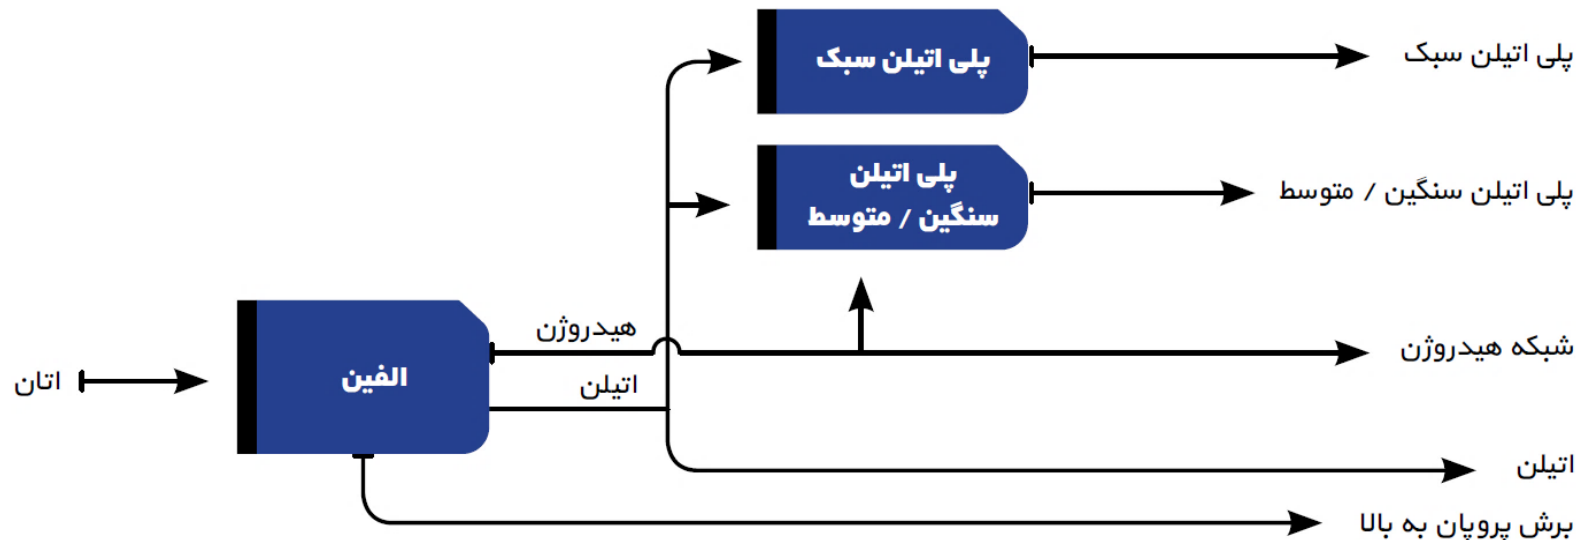 پلی اتیلن سبک
پلی اتیلن سبک
پلی اتیلن
سنگین / متوسط
پلی اتیلن سنگین / متوسط
هیدروژن
شبکه هیدروژن
اتان
الفین
اتیلن
اتیلن
برش پروپان به بالا